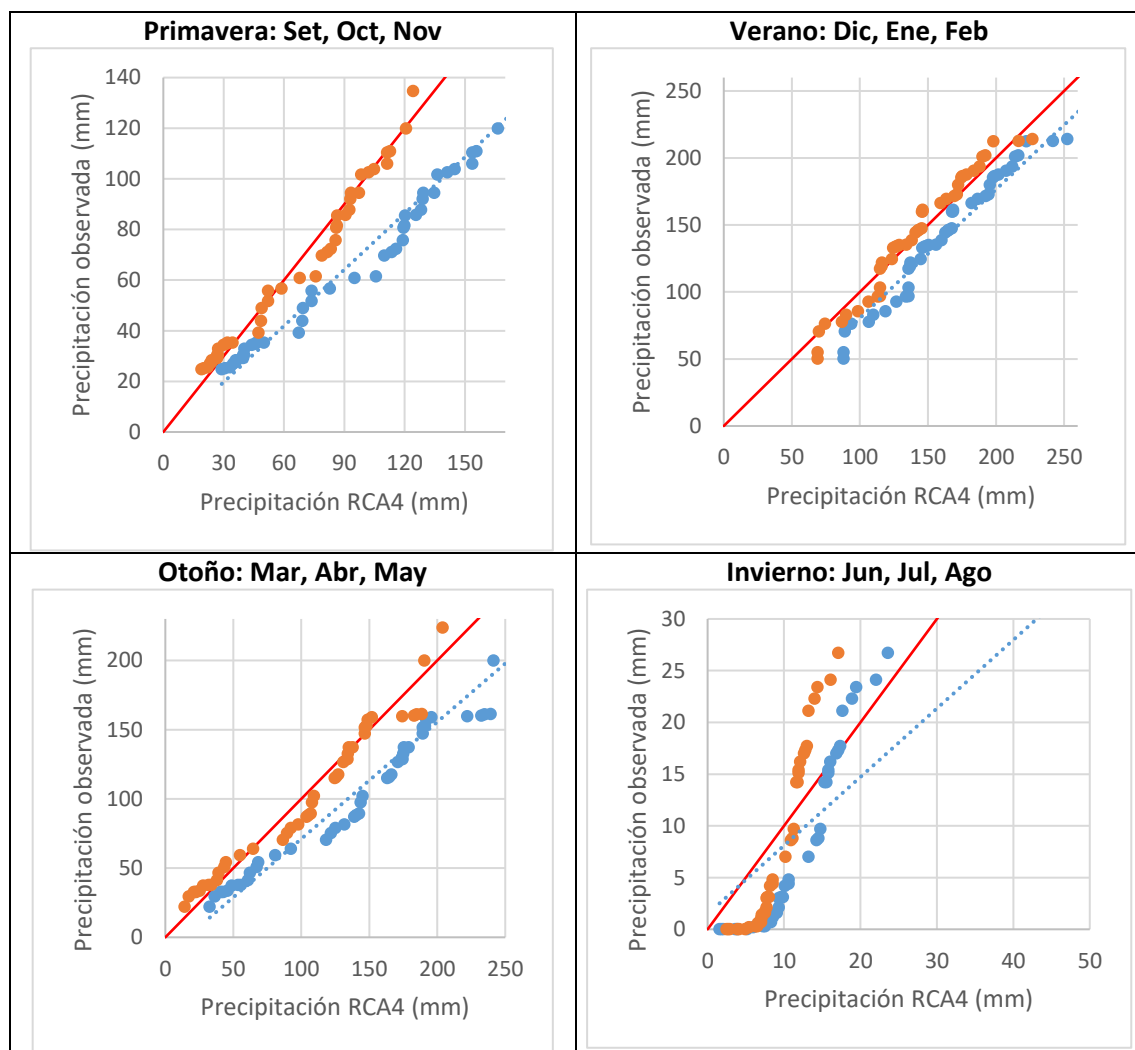 Primavera: Set, Oct, Nov
140
120
100
80
60
40
20
0
0 30 60 90 120 150
Precipitación observada (mm)
Precipitación RCA4 (mm)
Verano: Dic, Ene, Feb
250
200
150
100
50
0
0 50 100 150 200 250
Precipitación observada (mm)
Precipitación RCA4 (mm)
Otoño: Mar, Abr, May
200
150
100
50
0
0 50 100 150 200 250
Precipitación observada (mm)
Precipitación RCA4 (mm)
Invierno: Jun, Jul, Ago
30
25
20
15
10
5
0
0 10 20 30 40 50
Precipitación observada (mm)
Precipitación RCA4 (mm)